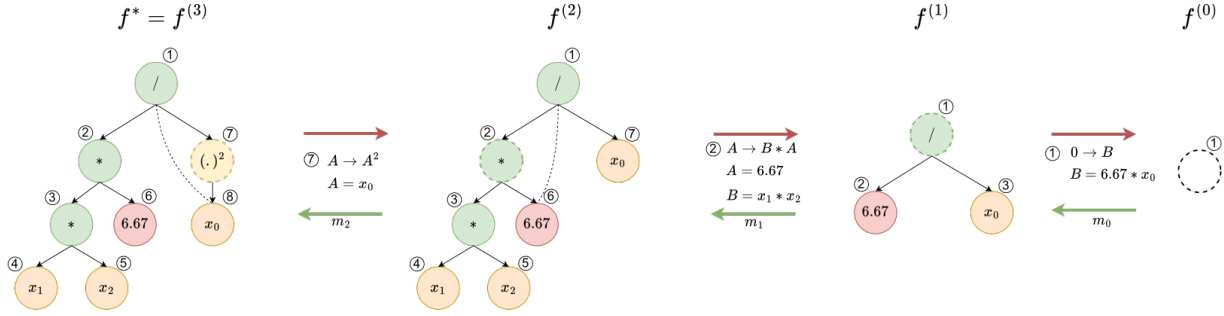 f* = f⁽³⁾
f⁽²⁾
f⁽¹⁾
f⁽⁰⁾
①
/
②
*
⑦
(.)²
③
*
⑥
6.67
⑧
x₀
④
x₁
⑤
x₂
⑦ A → A²
A = x₀
m₂
①
/
②
*
⑦
x₀
③
*
⑥
6.67
④
x₁
⑤
x₂
② A → B * A
A = 6.67
B = x₁ * x₂
m₁
①
/
②
6.67
③
x₀
① 0 → B
B = 6.67 * x₀
m₀
①